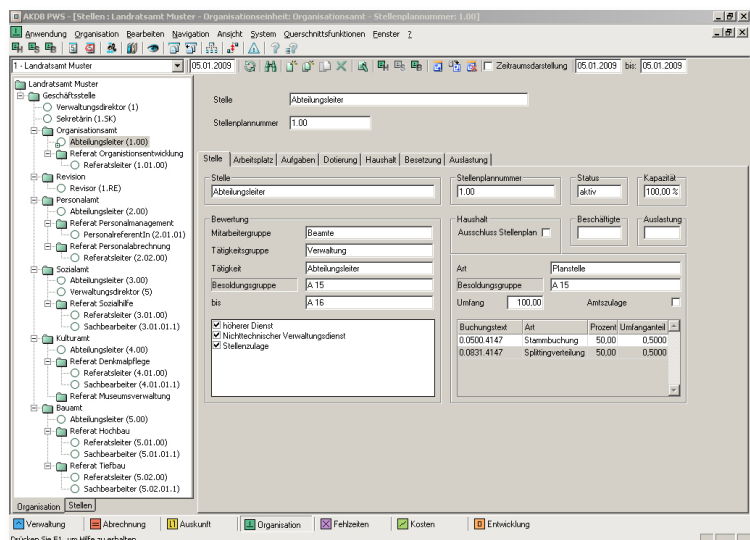 AKDB PWS - [Stellen : Landratsamt Muster - Organisationseinheit: Organisationsamt - Stellenplannummer: 1.00]
Anwendung Organisation Bearbeiten Navigation Ansicht System Querschnittsfunktionen Fenster ?
1 - Landratsamt Muster 05.01.2009 Zeitraumsdarstellung 05.01.2009 bis: 05.01.2009
Landratsamt Muster
Geschäftsstelle
Verwaltungsdirektor (1)
Sekretärin (1.SK)
Organisationsamt
Abteilungsleiter (1.00)
Referat Organistionsentwicklung
Referatsleiter (1.01.00)
Revision
Revisor (1.RE)
Personalamt
Abteilungsleiter (2.00)
Referat Personalmanagement
PersonalreferentIn (2.01.01)
Referat Personalabrechnung
Referatsleiter (2.02.00)
Sozialamt
Abteilungsleiter (3.00)
Verwaltungsdirektor (5)
Referat Sozialhilfe
Referatsleiter (3.01.00)
Sachbearbeiter (3.01.01.1)
Kulturamt
Abteilungsleiter (4.00)
Referat Denkmalpflege
Referatsleiter (4.01.00)
Sachbearbeiter (4.01.01.1)
Referat Museumsverwaltung
Bauamt
Abteilungsleiter (5.00)
Referat Hochbau
Referatsleiter (5.01.00)
Sachbearbeiter (5.01.01.1)
Referat Tiefbau
Referatsleiter (5.02.00)
Sachbearbeiter (5.02.01.1)
Organisation Stellen
Stelle Abteilungsleiter
Stellenplannummer 1.00
Stelle Arbeitsplatz Aufgaben Dotierung Haushalt Besetzung Auslastung
Stelle Stellenplannummer Status Kapazität
Abteilungsleiter 1.00 aktiv 100,00 %
Bewertung
Mitarbeitergruppe Beamte
Tätigkeitsgruppe Verwaltung
Tätigkeit Abteilungsleiter
Besoldungsgruppe A 15
bis A 16
höherer Dienst
Nichttechnischer Verwaltungsdienst
Stellenzulage
Haushalt Beschäftigte Auslastung
Ausschluss Stellenplan
Art Planstelle
Besoldungsgruppe A 15
Umfang 100,00 Amtszulage
Buchungstext Art Prozent Umfanganteil
0.0500.4147 Stammbuchung 50,00 0,5000
0.0831.4147 Splittingverteilung 50,00 0,5000
Verwaltung Abrechnung Auskunft Organisation Fehlzeiten Kosten Entwicklung
Drücken Sie F1, um Hilfe zu erhalten.